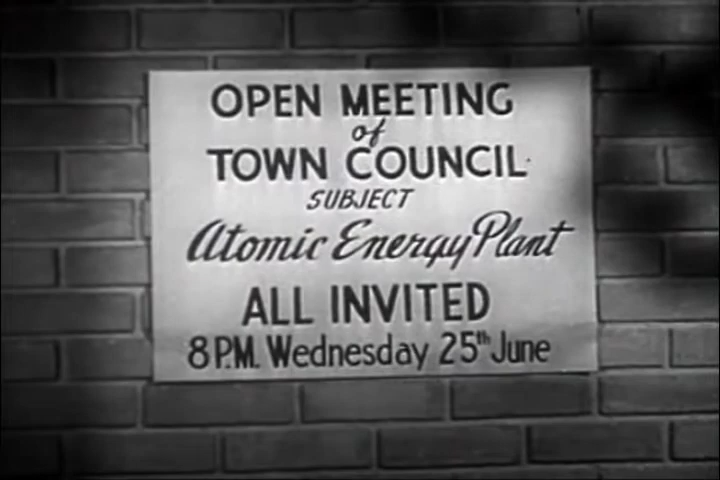 OPEN MEETING
of
TOWN COUNCIL
SUBJECT
Atomic Energy Plant
ALL INVITED
8 P.M. Wednesday 25th June